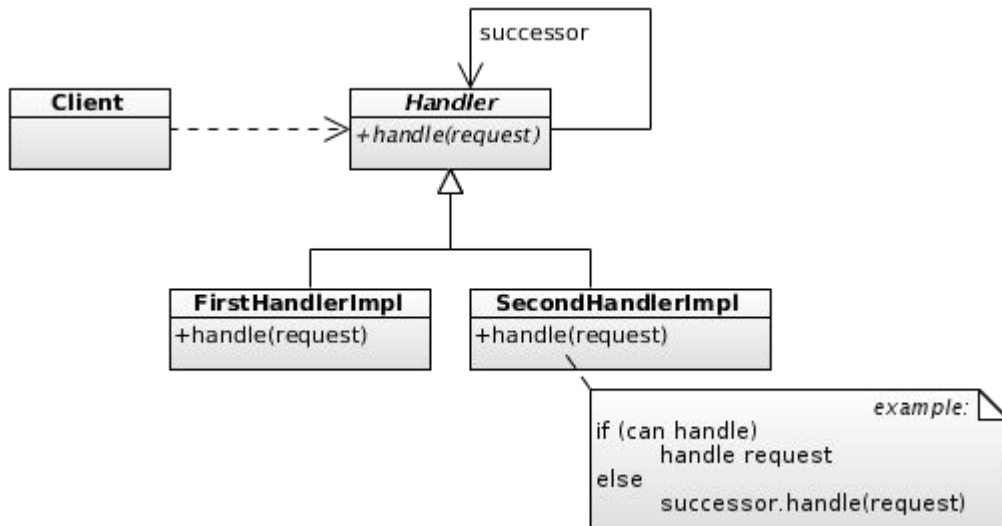 successor
Client
Handler
+handle(request)
FirstHandlerImpl
+handle(request)
SecondHandlerImpl
+handle(request)
example:
if (can handle)
handle request
else
successor.handle(request)